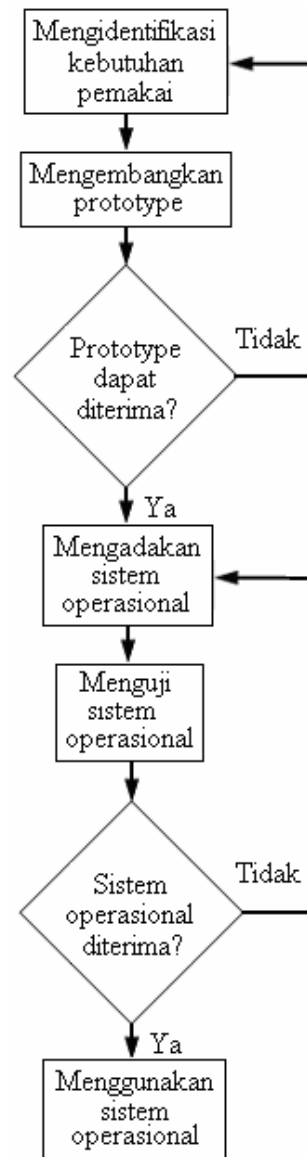 Mengidentifikasi
kebutuhan
pemakai
Mengembangkan
prototype
Prototype
dapat
diterima?
Tidak
Ya
Mengadakan
sistem
operasional
Menguji
sistem
operasional
Sistem
operasional
diterima?
Tidak
Ya
Menggunakan
sistem
operasional